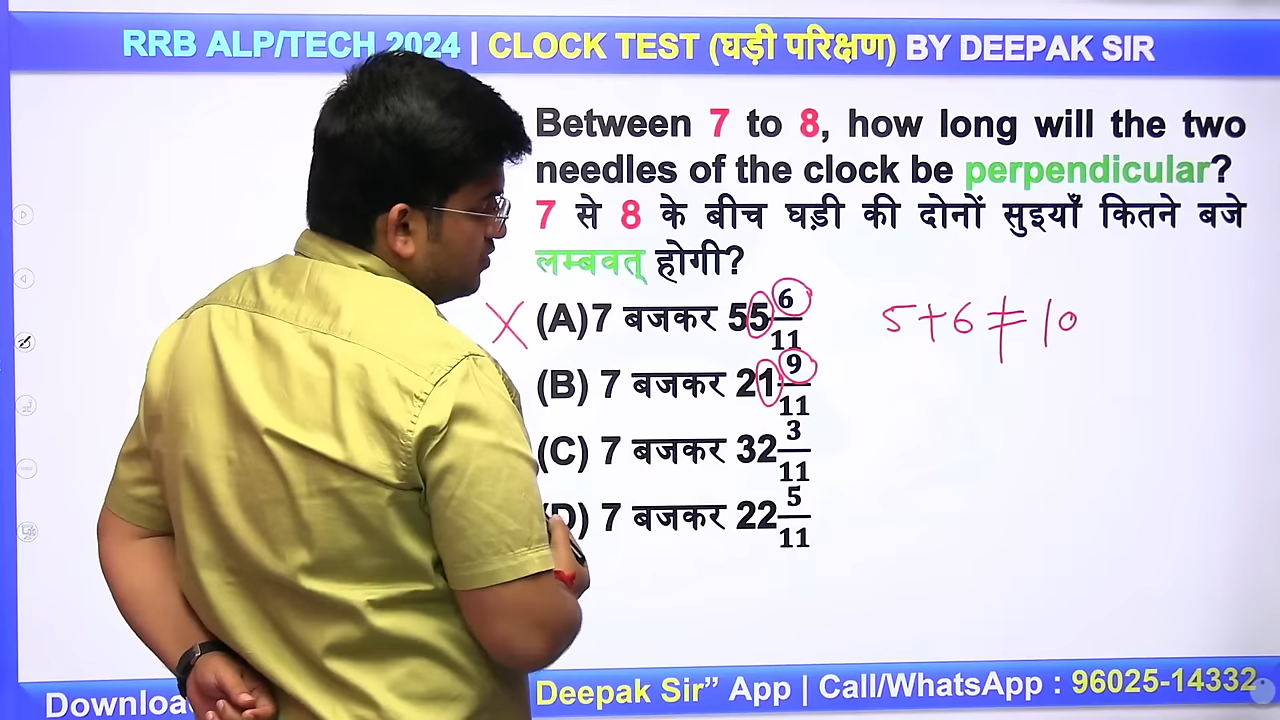 RRB ALP/TECH 2024 | CLOCK TEST (घड़ी परिक्षण) BY DEEPAK SIR
Between 7 to 8, how long will the two
needles of the clock be perpendicular?
7 से 8 के बीच घड़ी की दोनों सुइयाँ कितने बजे
लम्बवत् होगी?
X (A) 7 बजकर 55 6/11 5+6≠10
(B) 7 बजकर 21 9/11
(C) 7 बजकर 32 3/11
(D) 7 बजकर 22 5/11
Deepak Sir” App | Call/WhatsApp : 96025-14332